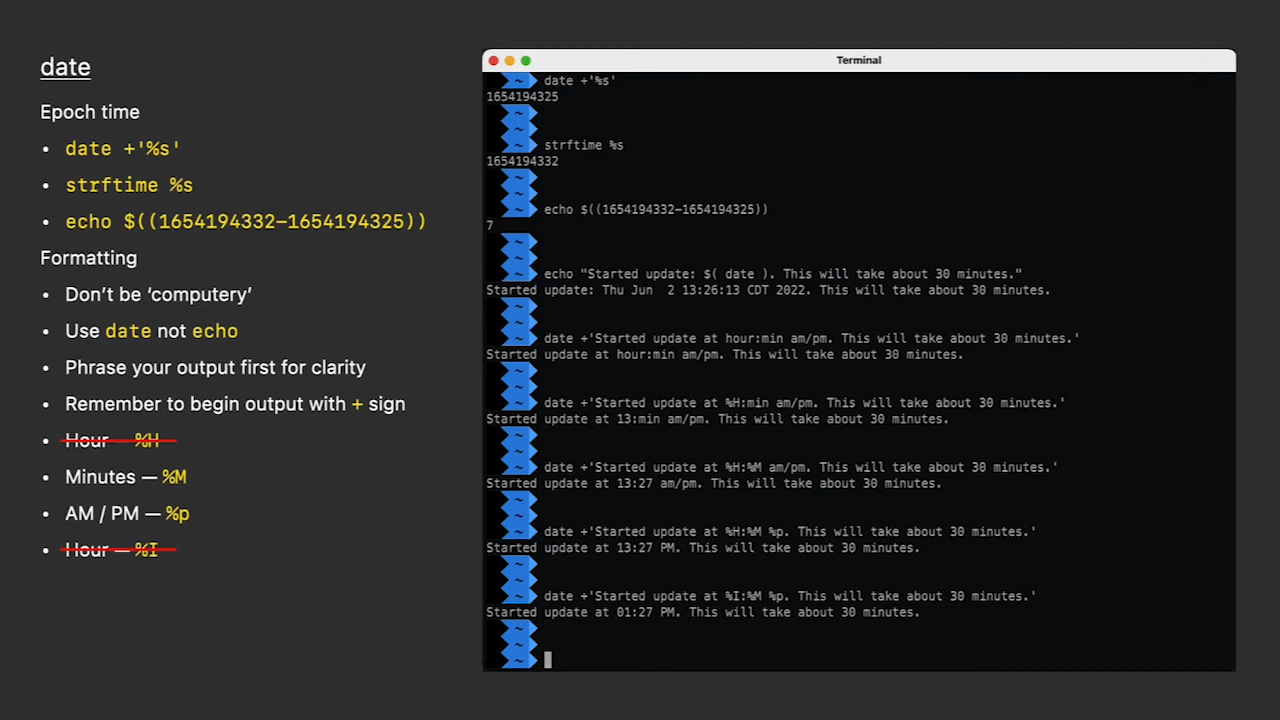 date
Epoch time
• date +'%s'
• strftime %s
• echo $((1654194332-1654194325))
Formatting
• Don’t be ‘computery’
• Use date not echo
• Phrase your output first for clarity
• Remember to begin output with + sign
• Hour — %H
• Minutes — %M
• AM / PM — %p
• Hour — %I
Terminal
~ date +'%s'
1654194325
~
~
~ strftime %s
1654194332
~
~
~ echo $((1654194332-1654194325))
7
~
~
~ echo "Started update: $( date ). This will take about 30 minutes."
Started update: Thu Jun  2 13:26:13 CDT 2022. This will take about 30 minutes.
~
~
~ date +'Started update at hour:min am/pm. This will take about 30 minutes.'
Started update at hour:min am/pm. This will take about 30 minutes.
~
~
~ date +'Started update at %H:min am/pm. This will take about 30 minutes.'
Started update at 13:min am/pm. This will take about 30 minutes.
~
~
~ date +'Started update at %H:%M am/pm. This will take about 30 minutes.'
Started update at 13:27 am/pm. This will take about 30 minutes.
~
~
~ date +'Started update at %H:%M %p. This will take about 30 minutes.'
Started update at 13:27 PM. This will take about 30 minutes.
~
~
~ date +'Started update at %I:%M %p. This will take about 30 minutes.'
Started update at 01:27 PM. This will take about 30 minutes.
~
~
~